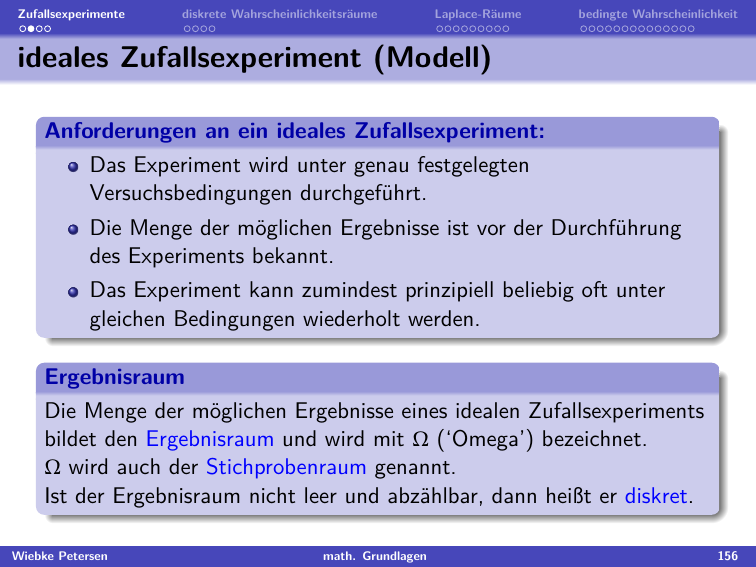 Zufallsexperimente diskrete Wahrscheinlichkeitsräume Laplace-Räume bedingte Wahrscheinlichkeit
ideales Zufallsexperiment (Modell)
Anforderungen an ein ideales Zufallsexperiment:
Das Experiment wird unter genau festgelegten
Versuchsbedingungen durchgeführt.
Die Menge der möglichen Ergebnisse ist vor der Durchführung
des Experiments bekannt.
Das Experiment kann zumindest prinzipiell beliebig oft unter
gleichen Bedingungen wiederholt werden.
Ergebnisraum
Die Menge der möglichen Ergebnisse eines idealen Zufallsexperiments
bildet den Ergebnisraum und wird mit Ω (‘Omega’) bezeichnet.
Ω wird auch der Stichprobenraum genannt.
Ist der Ergebnisraum nicht leer und abzählbar, dann heißt er diskret.
Wiebke Petersen math. Grundlagen 156